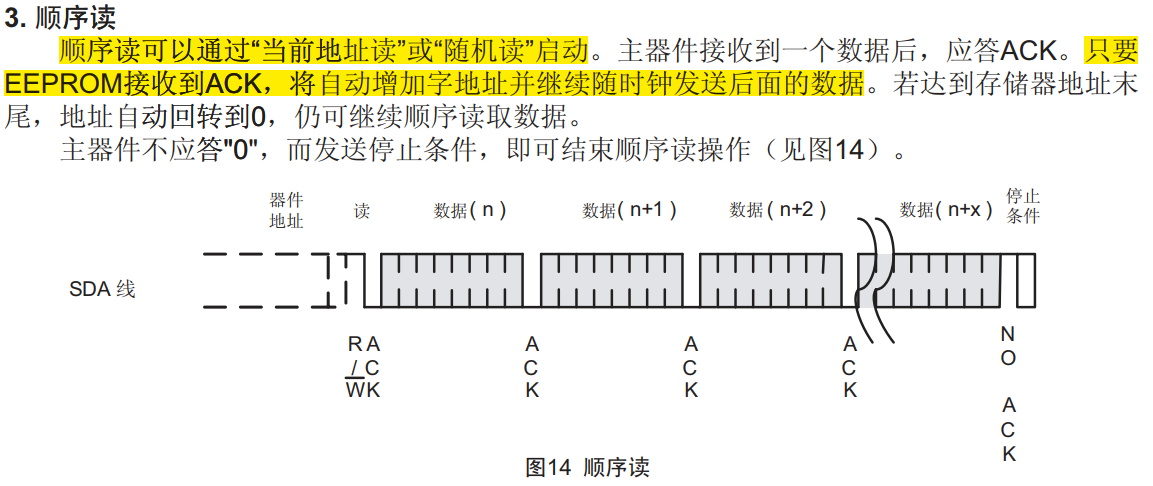 3. 顺序读
顺序读可以通过“当前地址读”或“随机读”启动。主器件接收到一个数据后，应答ACK。只要
EEPROM接收到ACK，将自动增加字地址并继续随时钟发送后面的数据。若达到存储器地址末
尾，地址自动回转到0，仍可继续顺序读取数据。
主器件不应答"0"，而发送停止条件，即可结束顺序读操作（见图14）。
器件
地址
读
数据( n )
数据( n+1 )
数据( n+2 )
数据( n+x )
停止
条件
SDA 线
R/W
ACK
ACK
ACK
ACK
NO ACK
图14 顺序读